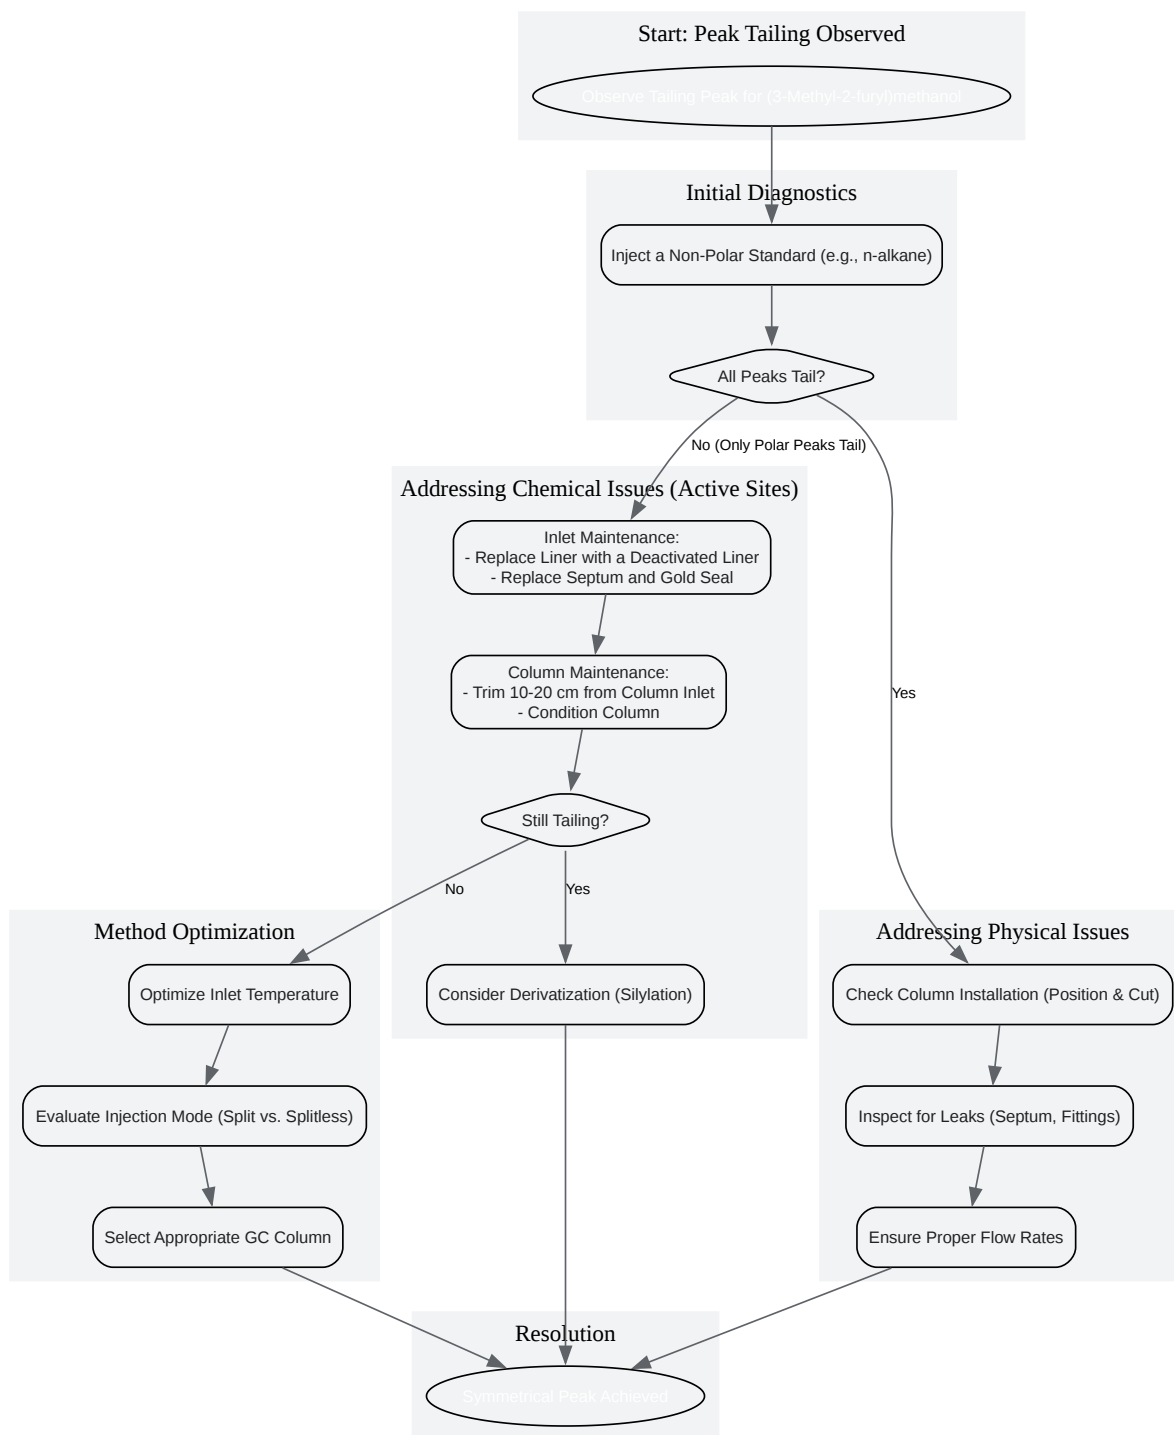 Start: Peak Tailing Observed
Observe Tailing Peak for (3-Methyl-2-furyl)methanol
Initial Diagnostics
Inject a Non-Polar Standard (e.g., n-alkane)
All Peaks Tail?
No (Only Polar Peaks Tail)
Addressing Chemical Issues (Active Sites)
Inlet Maintenance:
- Replace Liner with a Deactivated Liner
- Replace Septum and Gold Seal
Column Maintenance:
- Trim 10-20 cm from Column Inlet
- Condition Column
Yes
Still Tailing?
No
Yes
Method Optimization
Addressing Physical Issues
Optimize Inlet Temperature
Consider Derivatization (Silylation)
Check Column Installation (Position & Cut)
Evaluate Injection Mode (Split vs. Splitless)
Inspect for Leaks (Septum, Fittings)
Select Appropriate GC Column
Ensure Proper Flow Rates
Resolution
Symmetrical Peak Achieved